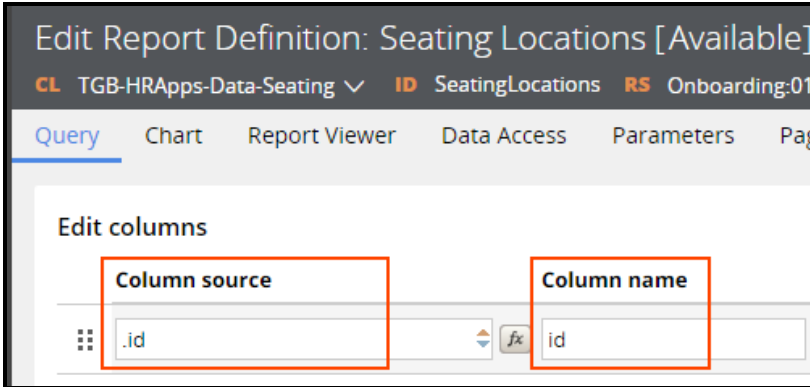 Edit Report Definition: Seating Locations [Available]
CL TGB-HRApps-Data-Seating ID SeatingLocations RS Onboarding:01
Query Chart Report Viewer Data Access Parameters Pag
Edit columns
Column source Column name
.id fx id